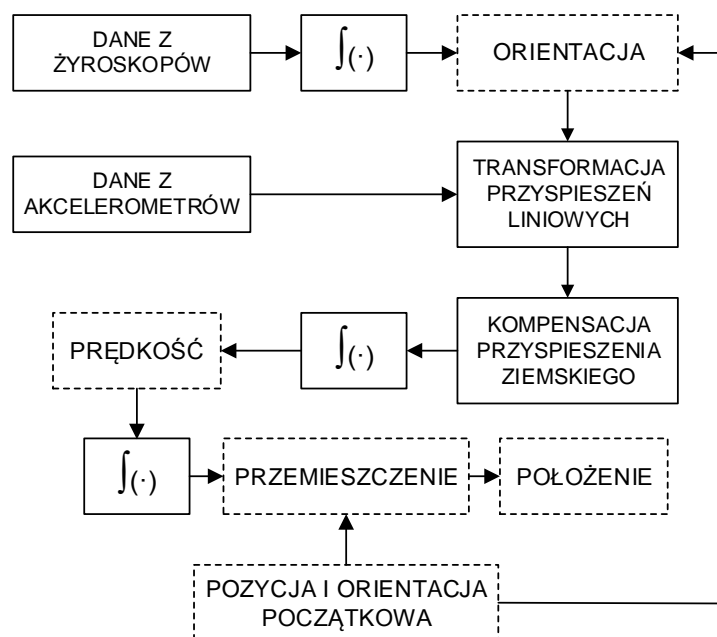 DANE Z
ŻYROSKOPÓW
∫(·)
ORIENTACJA
DANE Z
AKCELEROMETRÓW
TRANSFORMACJA
PRZYSPIESZEŃ
LINIOWYCH
PRĘDKOŚĆ
∫(·)
KOMPENSACJA
PRZYSPIESZENIA
ZIEMSKIEGO
∫(·)
PRZEMIESZCZENIE
POŁOŻENIE
POZYCJA I ORIENTACJA
POCZĄTKOWA